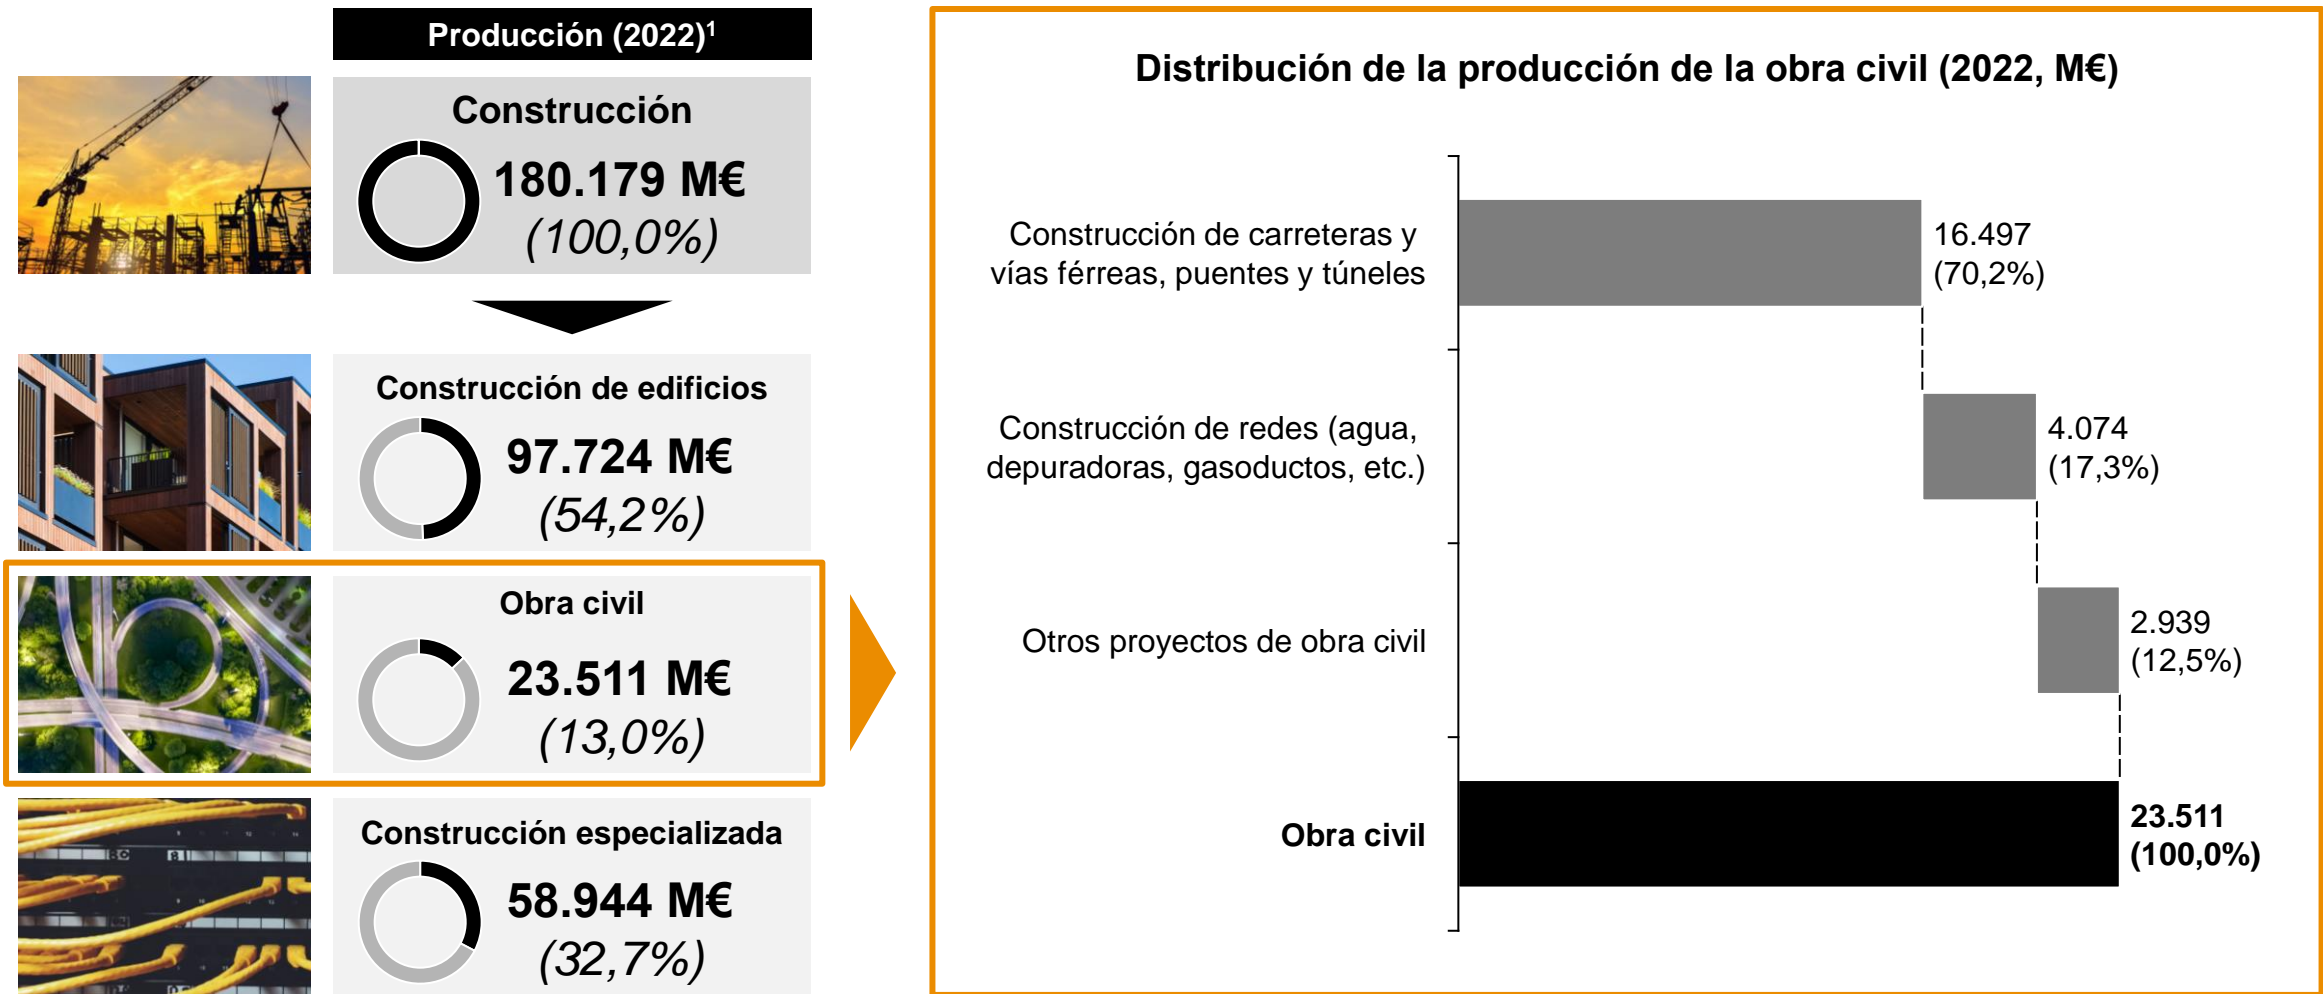 Producción (2022)¹
Construcción
180.179 M€
(100,0%)
Construcción de edificios
97.724 M€
(54,2%)
Obra civil
23.511 M€
(13,0%)
Construcción especializada
58.944 M€
(32,7%)
Distribución de la producción de la obra civil (2022, M€)
Construcción de carreteras y
vías férreas, puentes y túneles
16.497
(70,2%)
Construcción de redes (agua,
depuradoras, gasoductos, etc.)
4.074
(17,3%)
Otros proyectos de obra civil
2.939
(12,5%)
Obra civil
23.511
(100,0%)